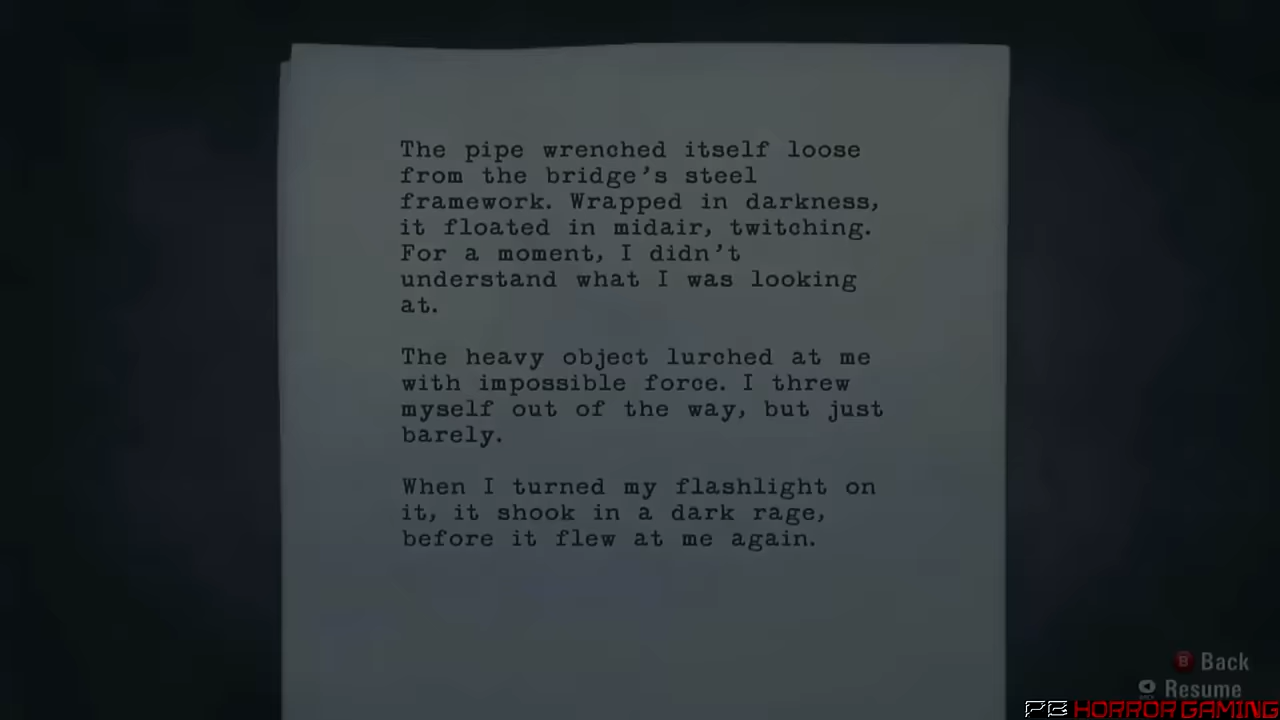 The pipe wrenched itself loose
from the bridge's steel
framework. Wrapped in darkness,
it floated in midair, twitching.
For a moment, I didn't
understand what I was looking
at.
The heavy object lurched at me
with impossible force. I threw
myself out of the way, but just
barely.
When I turned my flashlight on
it, it shook in a dark rage,
before it flew at me again.
B Back
Resume
PE HORROR GAMING